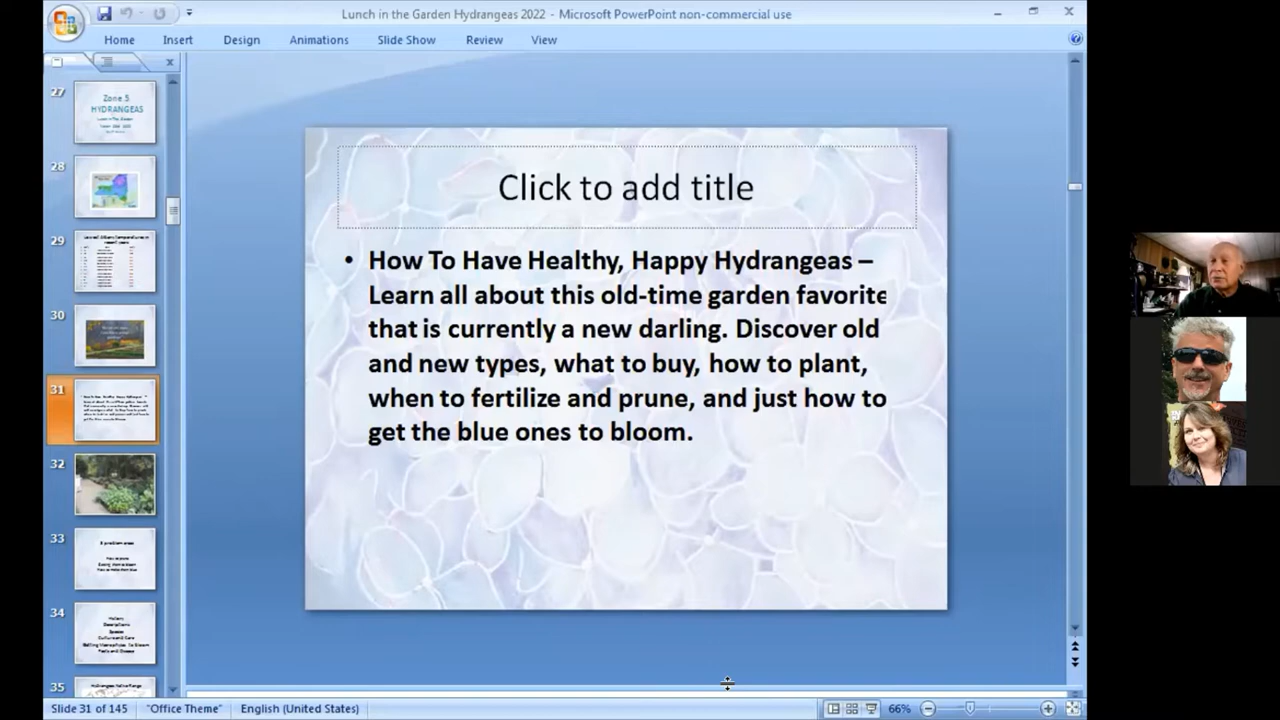 Lunch in the Garden Hydrangeas 2022 - Microsoft PowerPoint non-commercial use
Home Insert Design Animations Slide Show Review View
27
Zone 5
HYDRANGEAS
28
29
30
31
32
33
34
35
Click to add title
• How To Have Healthy, Happy Hydrangeas –
Learn all about this old-time garden favorite
that is currently a new darling. Discover old
and new types, what to buy, how to plant,
when to fertilize and prune, and just how to
get the blue ones to bloom.
Slide 31 of 145 "Office Theme" English (United States) 66%